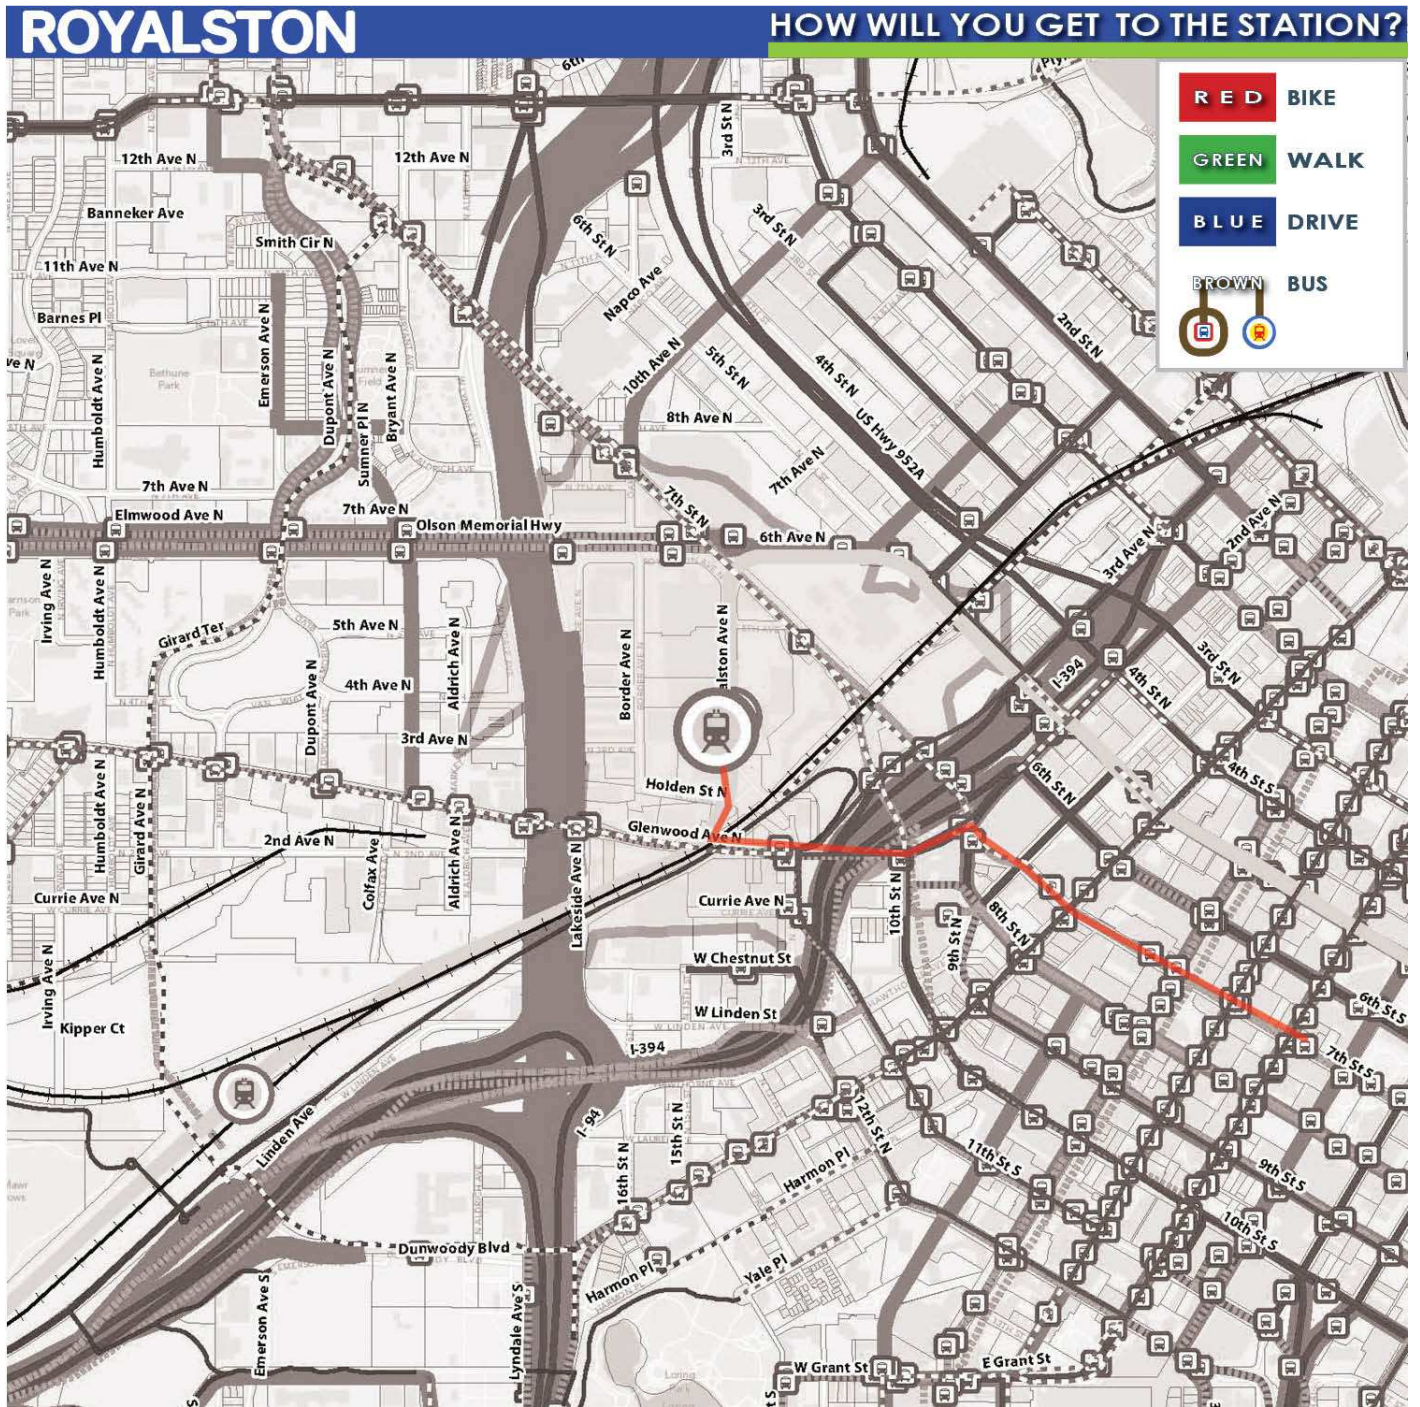 ROYALSTON
HOW WILL YOU GET TO THE STATION?
RED BIKE
GREEN WALK
BLUE DRIVE
BROWN BUS
6th
3rd St N
12th Ave N
12th Ave N
Banneker Ave
Smith Cir N
6th St N
3rd St N
11th Ave N
Napco Ave
Barnes Pl
2nd St N
Emerson Ave N
Dupont Ave N
Humboldt Ave N
Bryant Ave N
Sumner Pl N
Bethune
Park
10th Ave N
5th St N
4th St N
8th Ave N
US Hwy 952A
7th Ave N
7th Ave N
7th Ave N
7th St N
Elmwood Ave N
Olson Memorial Hwy
6th Ave N
3rd Ave N
2nd Ave N
Irving Ave N
Humboldt Ave N
Girard Ter
5th Ave N
4th Ave N
Aldrich Ave N
Border Ave N
alston Ave N
Dupont Ave N
3rd Ave N
I-394
4th St N
3rd St N
Holden St N
6th St N
4th St S
Humboldt Ave N
Girard Ave N
2nd Ave N
Glenwood Ave N
Colfax Ave
Aldrich Ave N
Lakeside Ave N
Currie Ave N
Currie Ave N
10th St N
8th St N
9th St N
W Chestnut St
W Linden St
Irving Ave N
Kipper Ct
I-394
6th St S
7th St S
Linden Ave
I-94
16th St N
15th St N
12th St N
11th St S
9th St S
10th St S
Harmon Pl
Dunwoody Blvd
Harmon Pl
Yale Pl
Emerson Ave S
Lyndale Ave S
Loring
Park
W Grant St
E Grant St